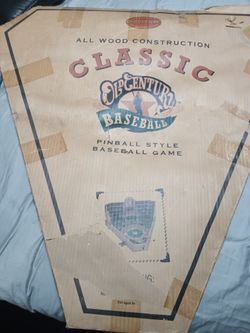 ALL WOOD CONSTRUCTION
CLASSIC
OLD CENTURY
BASEBALL
PINBALL STYLE
BASEBALL GAME